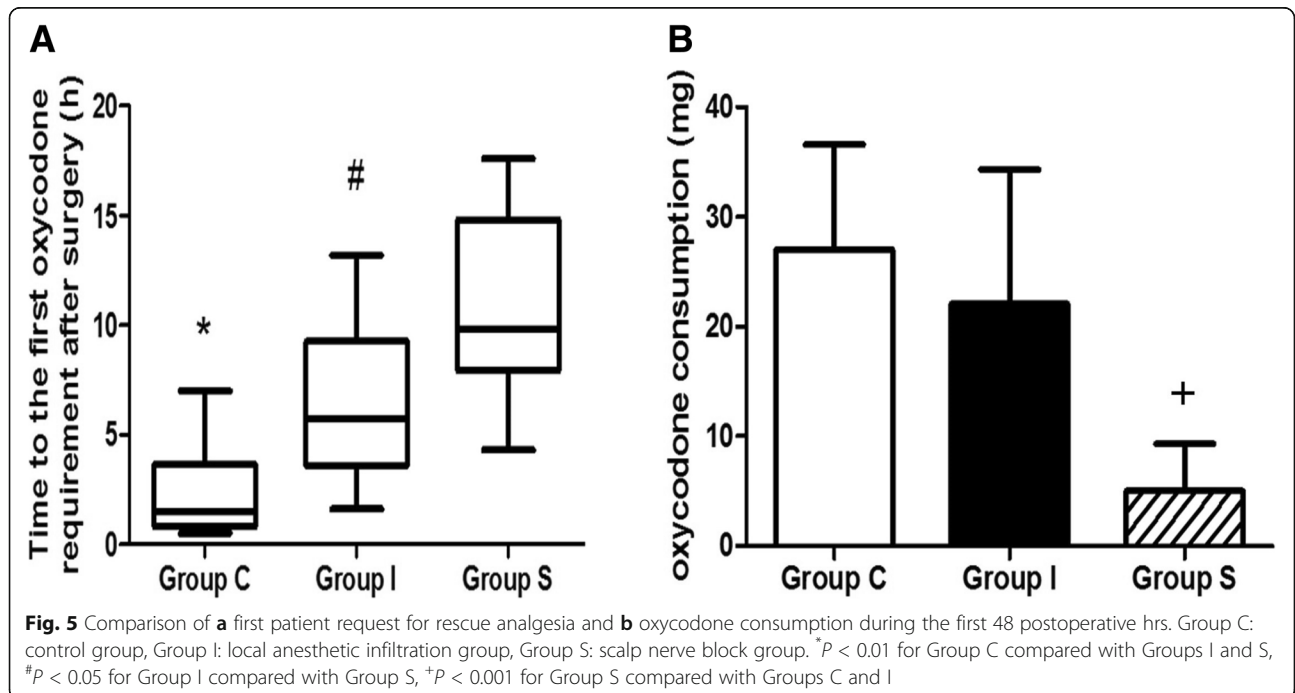 A
Time to the first oxycodone
requirement after surgery (h)
20
15
10
5
0
*
#
Group C
Group I
Group S
B
oxycodone consumption (mg)
40
30
20
10
0
+
Group C
Group I
Group S
Fig. 5 Comparison of a first patient request for rescue analgesia and b oxycodone consumption during the first 48 postoperative hrs. Group C:
control group, Group I: local anesthetic infiltration group, Group S: scalp nerve block group. *P < 0.01 for Group C compared with Groups I and S,
#P < 0.05 for Group I compared with Group S, +P < 0.001 for Group S compared with Groups C and I